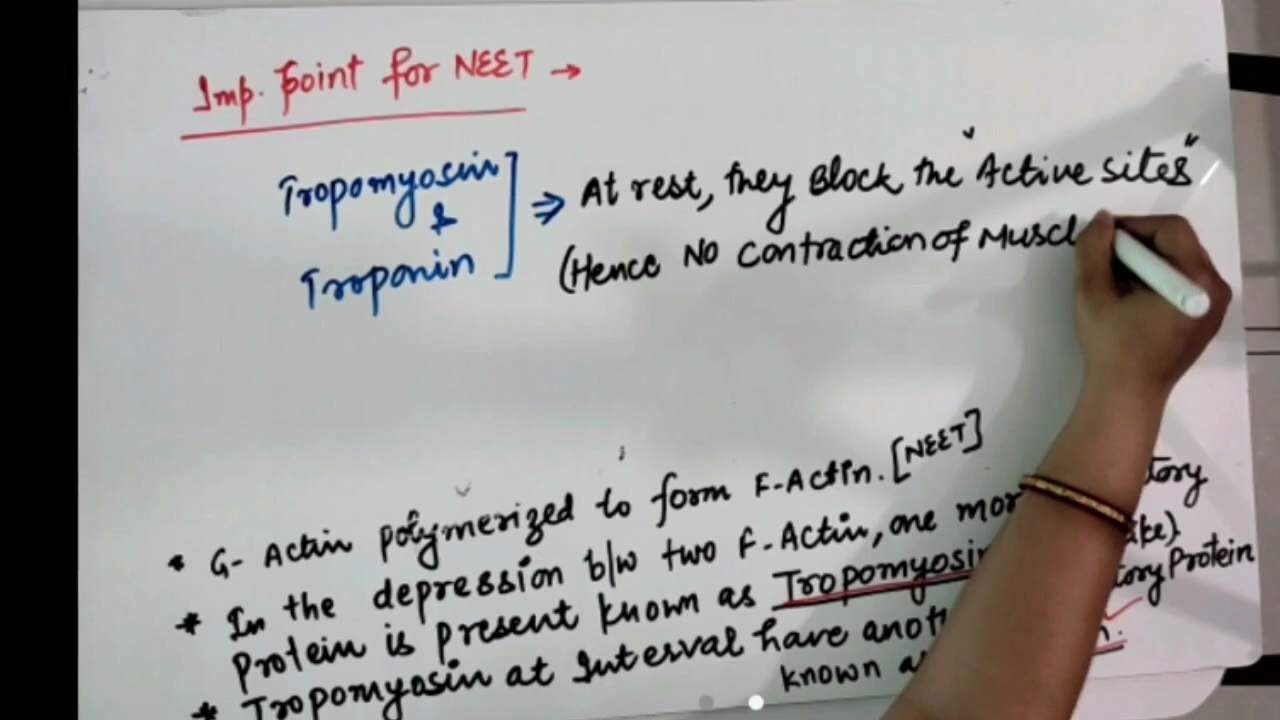 Imp. Point for NEET →
Tropomyosin
&
Troponin
⇒ At rest, they Block the "Active sites"
(Hence No Contraction of Muscl
* G-Actin polymerized to form F-Actin. [NEET]
* In the depression b/w two F-Actin, one mor tory
Protein is present known as Tropomyosi ke).
* Tropomyosin at Interval have anot tory Protein
known a